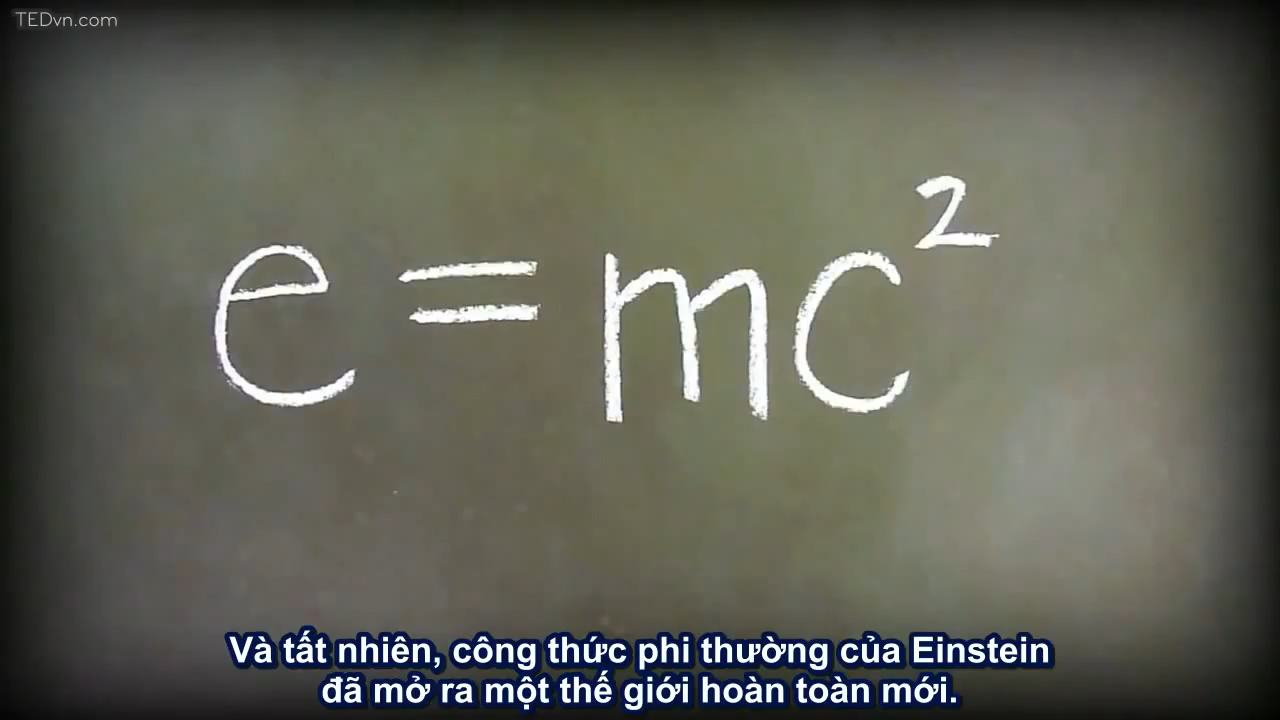 TEDvn.com
e=mc²
Và tất nhiên, công thức phi thường của Einstein
đã mở ra một thế giới hoàn toàn mới.